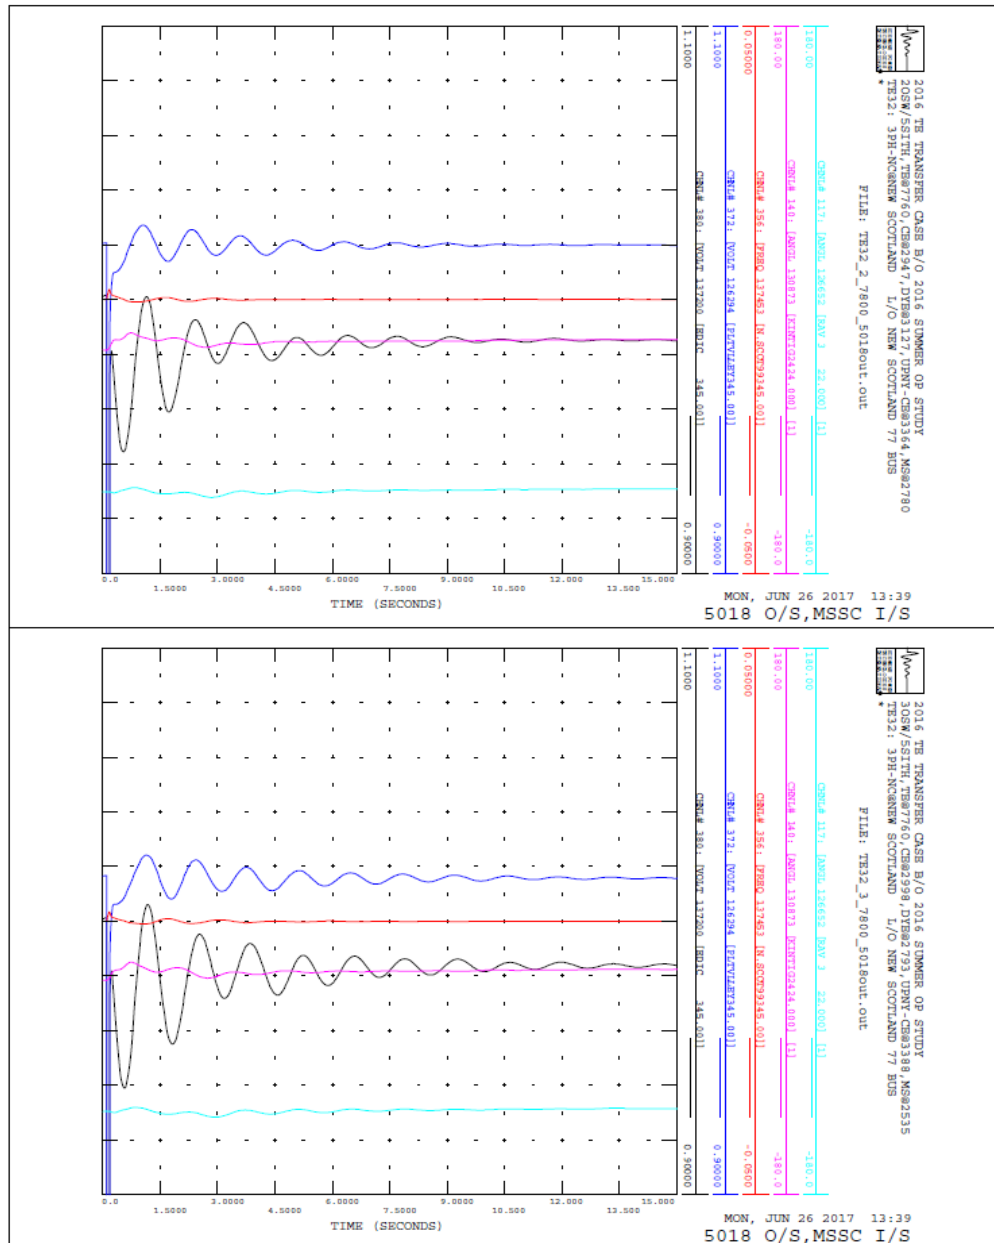 2016 TE TRANSFER CASE B/O 2016 SUMMER OP STUDY
2OSW/5SITH,TE@7760,CE@2947,DYE@3127,UPNY-CE@3364,MS@2780
TE32: 3PH-NC@NEW SCOTLAND L/O NEW SCOTLAND 77 BUS
*
FILE: TE32_2_7800_5018out.out
180.00
CHNL# 117: [ANGL 126652 [RAV 3 22.000] [1]
-180.0
180.00
CHNL# 140: [ANGL 130873 [KINTIG2424.000] [1]
-180.0
0.05000
CHNL# 356: [FREQ 137453 [N.SCOT99345.00]]
-0.0500
1.1000
CHNL# 372: [VOLT 126294 [PLTVLLEY345.00]]
0.90000
1.1000
CHNL# 380: [VOLT 137200 [EDIC 345.00]]
0.90000
0.0 1.5000 3.0000 4.5000 6.0000 7.5000 9.0000 10.500 12.000 13.500 15.000
TIME (SECONDS)
MON, JUN 26 2017 13:39
5018 O/S,MSSC I/S
2016 TE TRANSFER CASE B/O 2016 SUMMER OP STUDY
3OSW/5SITH,TE@7760,CE@2998,DYE@2793,UPNY-CE@3388,MS@2535
TE32: 3PH-NC@NEW SCOTLAND L/O NEW SCOTLAND 77 BUS
*
FILE: TE32_3_7800_5018out.out
180.00
CHNL# 117: [ANGL 126652 [RAV 3 22.000] [1]
-180.0
180.00
CHNL# 140: [ANGL 130873 [KINTIG2424.000] [1]
-180.0
0.05000
CHNL# 356: [FREQ 137453 [N.SCOT99345.00]]
-0.0500
1.1000
CHNL# 372: [VOLT 126294 [PLTVLLEY345.00]]
0.90000
1.1000
CHNL# 380: [VOLT 137200 [EDIC 345.00]]
0.90000
0.0 1.5000 3.0000 4.5000 6.0000 7.5000 9.0000 10.500 12.000 13.500 15.000
TIME (SECONDS)
MON, JUN 26 2017 13:39
5018 O/S,MSSC I/S